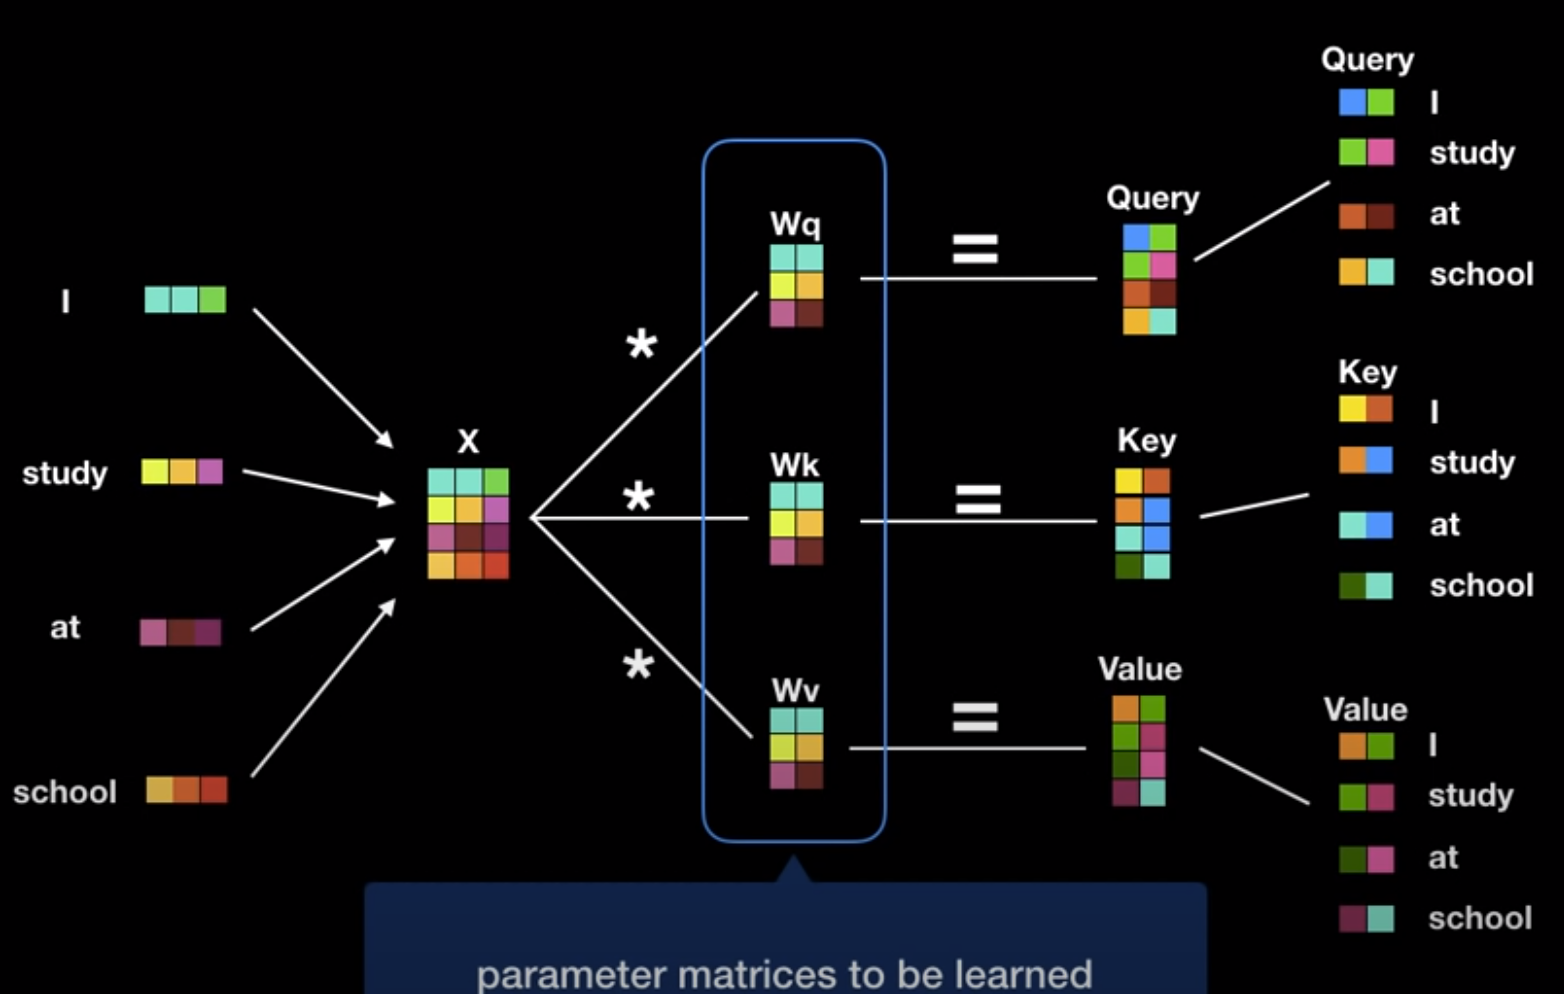 I
study
at
school
X
*
*
*
Wq
Wk
Wv
=
=
=
Query
Key
Value
Query
I
study
at
school
Key
I
study
at
school
Value
I
study
at
school
parameter matrices to be learned